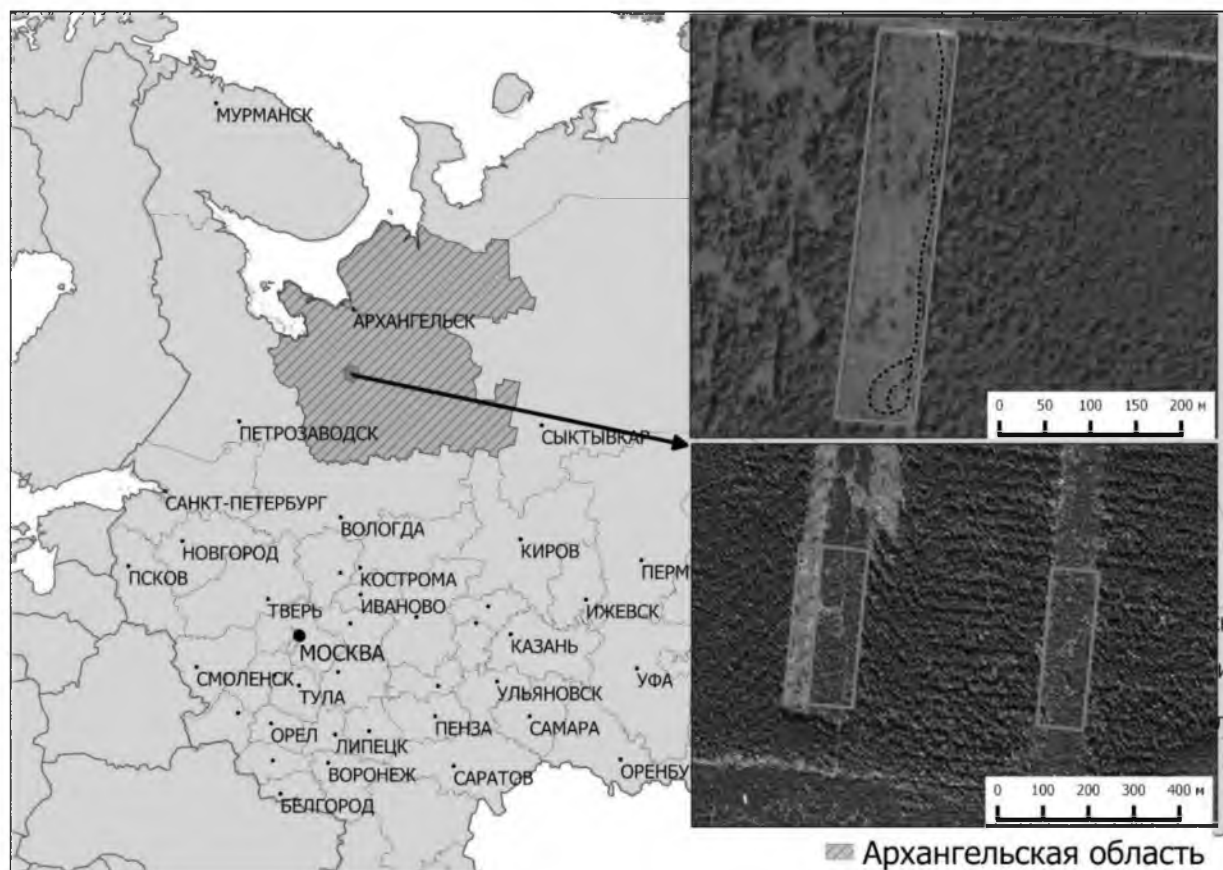 МУРМАНСК
АРХАНГЕЛЬСК
ПЕТРОЗАВОДСК
СЫКТЫВКАР
САНКТ-ПЕТЕРБУРГ
ВОЛОГДА
НОВГОРОД
КИРОВ
ПСКОВ
КОСТРОМА
ПЕРМ
ТВЕРЬ
ИВАНОВО
ИЖЕВСК
МОСКВА
КАЗАНЬ
СМОЛЕНСК
ТУЛА
УЛЬЯНОВСК
УФА
ОРЕЛ
ЛИПЕЦК
ПЕНЗА
САМАРА
ВОРОНЕЖ
САРАТОВ
ОРЕНБУ
БЕЛГОРОД
0 50 100 150 200 м
0 100 200 300 400 м
Архангельская область